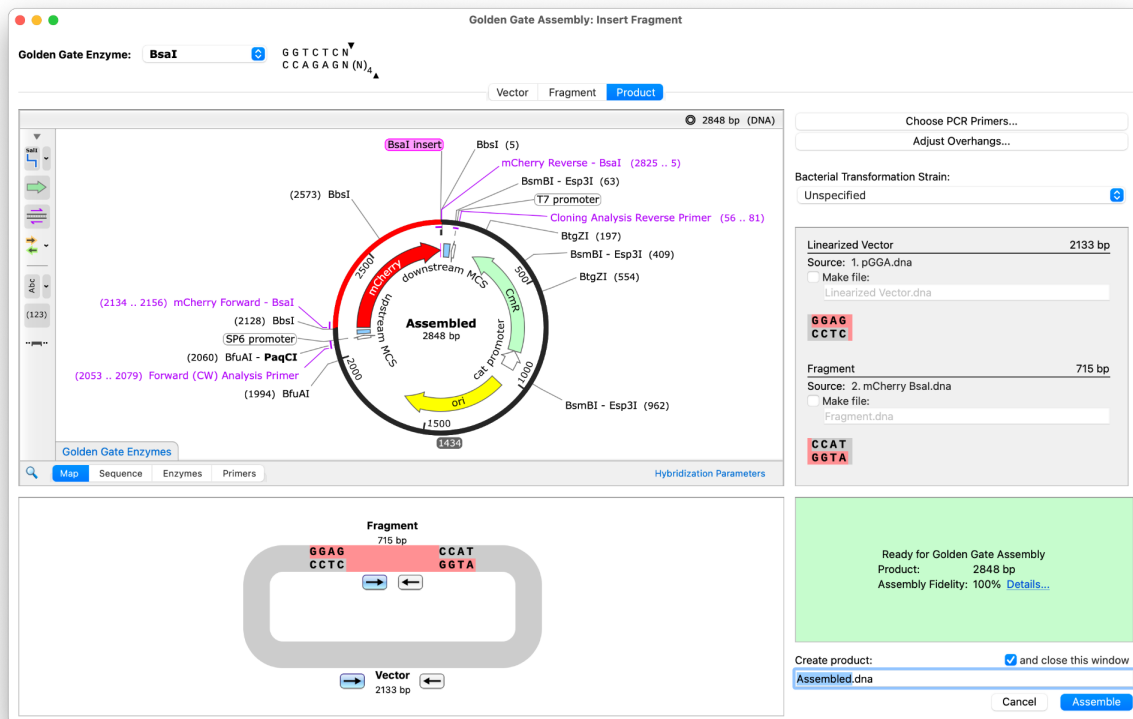 Golden Gate Assembly: Insert Fragment
Golden Gate Enzyme: BsaI
GGTCTCN
CCAGAGN(N)4
Vector Fragment Product
2848 bp (DNA)
SalI
Abc
(123)
BsaI insert
BbsI (5)
mCherry Reverse - BsaI (2825 .. 5)
BsmBI - Esp3I (63)
T7 promoter
Cloning Analysis Reverse Primer (56 .. 81)
BtgZI (197)
BsmBI - Esp3I (409)
BtgZI (554)
BsmBI - Esp3I (962)
(2573) BbsI
(2134 .. 2156) mCherry Forward - BsaI
(2128) BbsI
SP6 promoter
(2060) BfuAI - PaqCI
(2053 .. 2079) Forward (CW) Analysis Primer
(1994) BfuAI
mCherry
downstream MCS
upstream MCS
CmR
cat promoter
ori
500
1000
1500
2000
2500
Assembled
2848 bp
1434
Golden Gate Enzymes
Map Sequence Enzymes Primers
Hybridization Parameters
Choose PCR Primers...
Adjust Overhangs...
Bacterial Transformation Strain:
Unspecified
Linearized Vector 2133 bp
Source: 1. pGGA.dna
Make file:
Linearized Vector.dna
GGAG
CCTC
Fragment 715 bp
Source: 2. mCherry BsaI.dna
Make file:
Fragment.dna
CCAT
GGTA
Fragment
715 bp
GGAG CCAT
CCTC GGTA
Vector
2133 bp
Ready for Golden Gate Assembly
Product: 2848 bp
Assembly Fidelity: 100% Details...
Create product: and close this window
Assembled.dna
Cancel Assemble